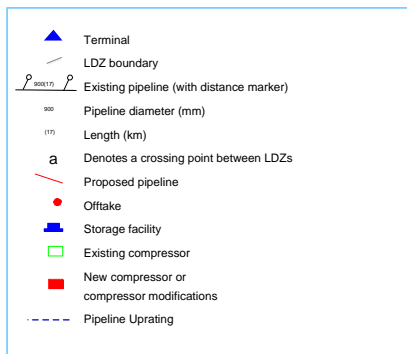 Terminal
LDZ boundary
900(17) Existing pipeline (with distance marker)
900 Pipeline diameter (mm)
(17) Length (km)
a Denotes a crossing point between LDZs
Proposed pipeline
Offtake
Storage facility
Existing compressor
New compressor or
compressor modifications
Pipeline Uprating